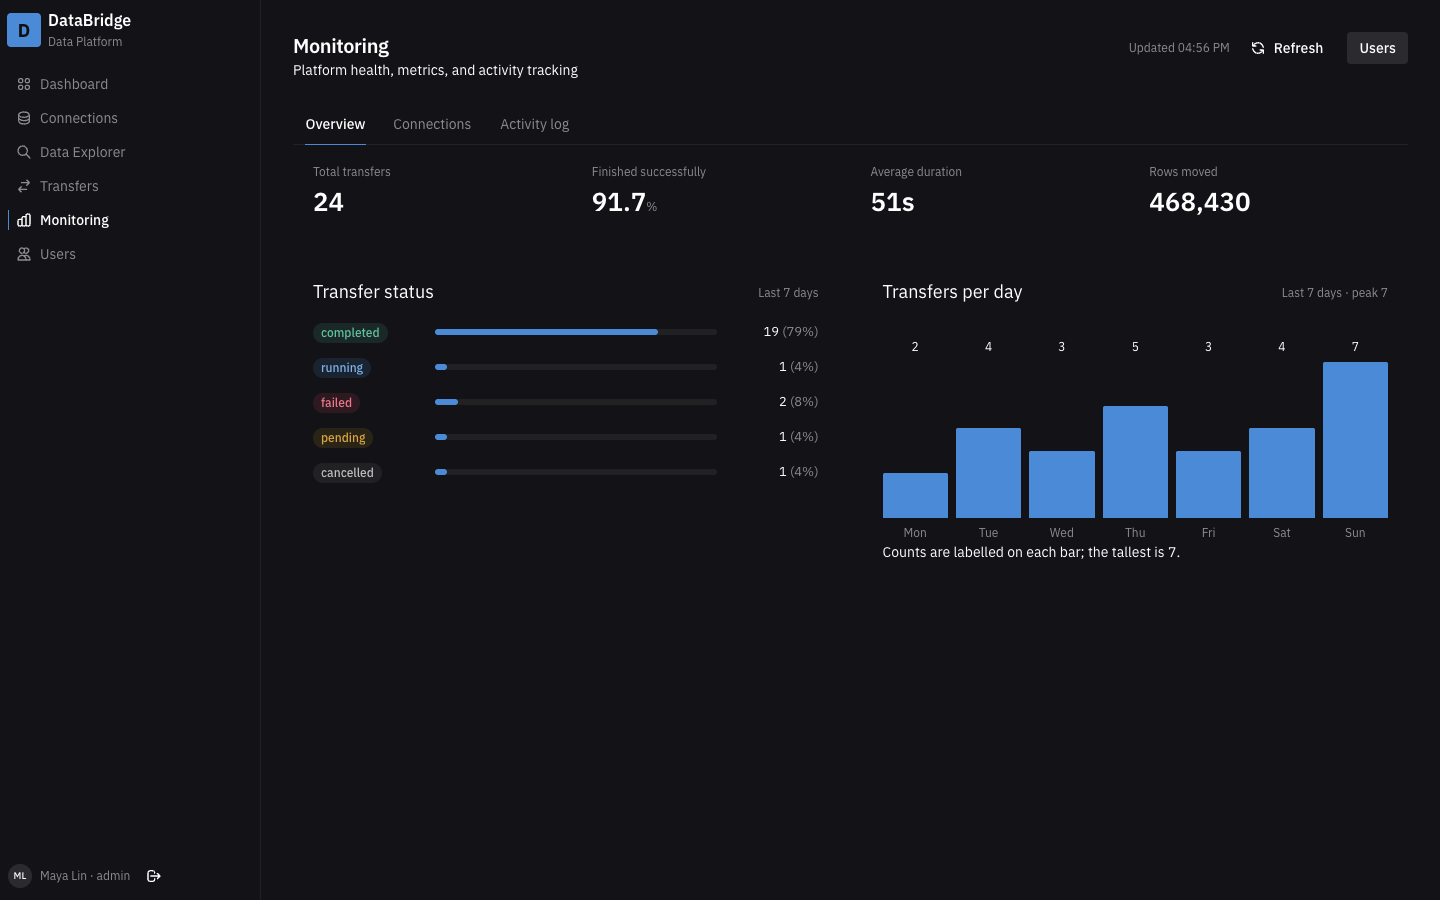 D
DataBridge
Data Platform
Dashboard
Connections
Data Explorer
Transfers
Monitoring
Users
ML
Maya Lin · admin
Monitoring
Platform health, metrics, and activity tracking
Updated 04:56 PM
Refresh
Users
Overview
Connections
Activity log
Total transfers
24
Finished successfully
91.7%
Average duration
51s
Rows moved
468,430
Transfer status
Last 7 days
completed
19 (79%)
running
1 (4%)
failed
2 (8%)
pending
1 (4%)
cancelled
1 (4%)
Transfers per day
Last 7 days · peak 7
2 4 3 5 3 4 7
Mon Tue Wed Thu Fri Sat Sun
Counts are labelled on each bar; the tallest is 7.